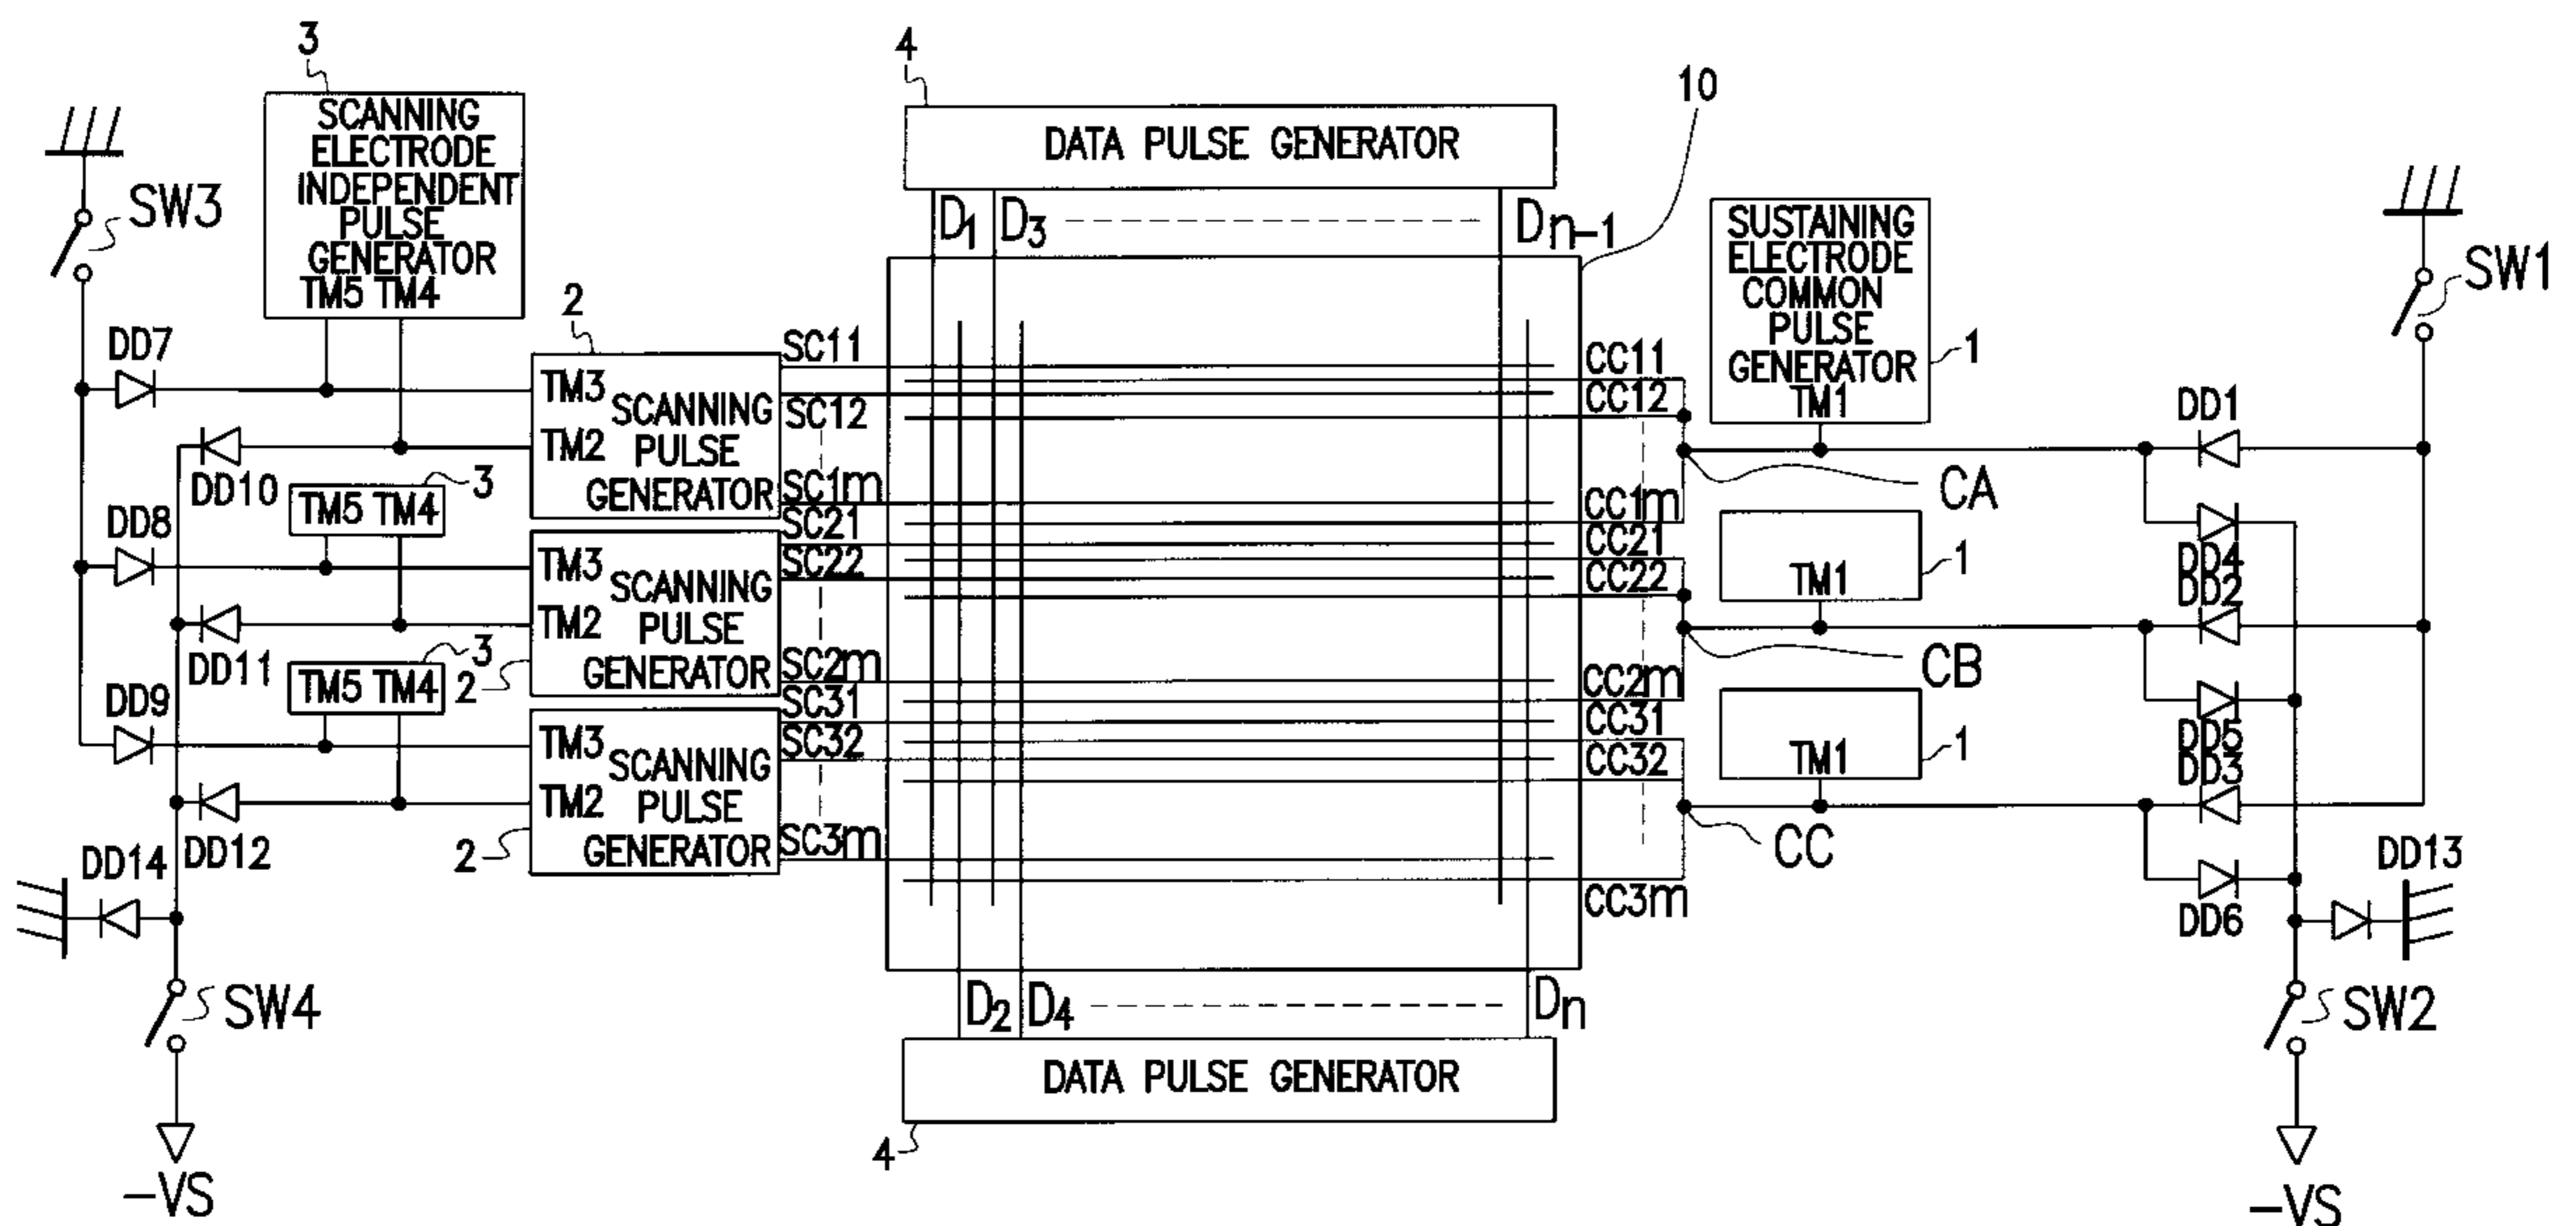 3
SCANNING
ELECTRODE
INDEPENDENT
PULSE
GENERATOR
TM5 TM4
SW3
4
DATA PULSE GENERATOR
D1 D3 Dn-1
10
SUSTAINING
ELECTRODE
COMMON
PULSE
GENERATOR
TM1
1
SW1
DD7
DD10
2
TM3
TM2
SCANNING
PULSE
GENERATOR
SC11
SC12
SC1m
CC11
CC12
CC1m
CA
DD1
DD4
3
TM5 TM4
DD8
DD11
TM3
TM2
SCANNING
PULSE
GENERATOR
2
SC21
SC22
SC2m
CC21
CC22
CC2m
TM1
1
CB
DD2
DD5
3
TM5 TM4
DD9
DD12
TM3
TM2
SCANNING
PULSE
GENERATOR
2
SC31
SC32
SC3m
CC31
CC32
CC3m
TM1
1
CC
DD3
DD6
DD14
DD13
SW4
-VS
D2 D4 Dn
DATA PULSE GENERATOR
4
SW2
-VS